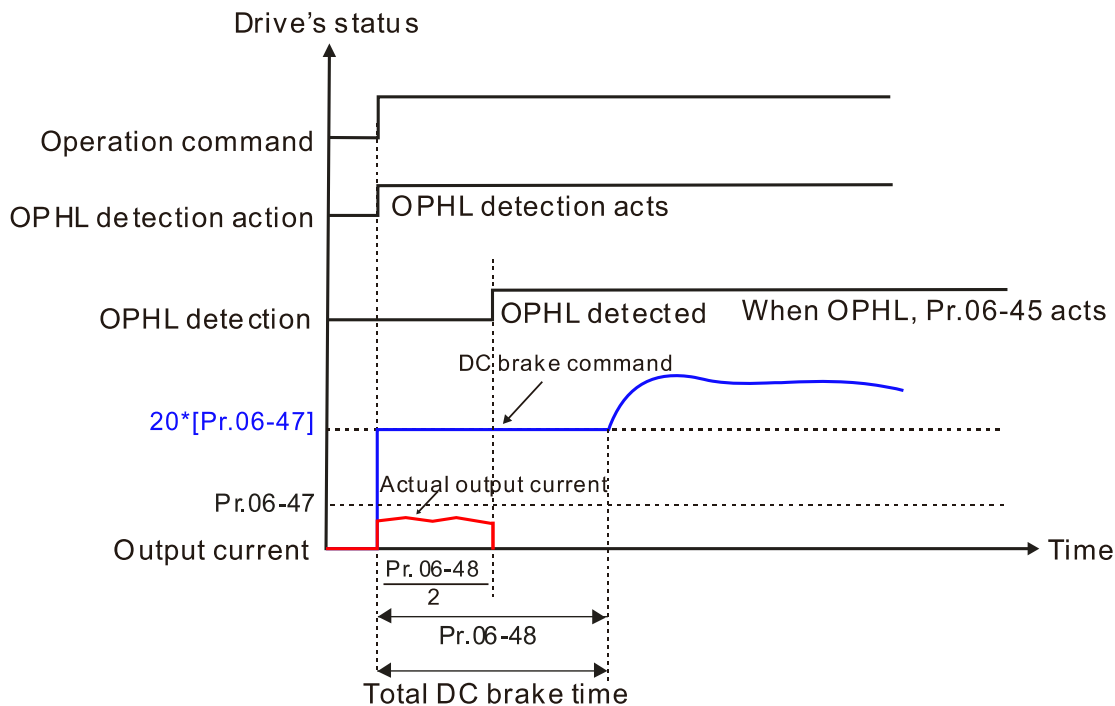 Drive's status
Operation command
OPHL detection action
OPHL detection acts
OPHL detection
OPHL detected
When OPHL, Pr.06-45 acts
DC brake command
20*[Pr.06-47]
Actual output current
Pr.06-47
Output current
Time
Pr. 06-48
2
Pr.06-48
Total DC brake time